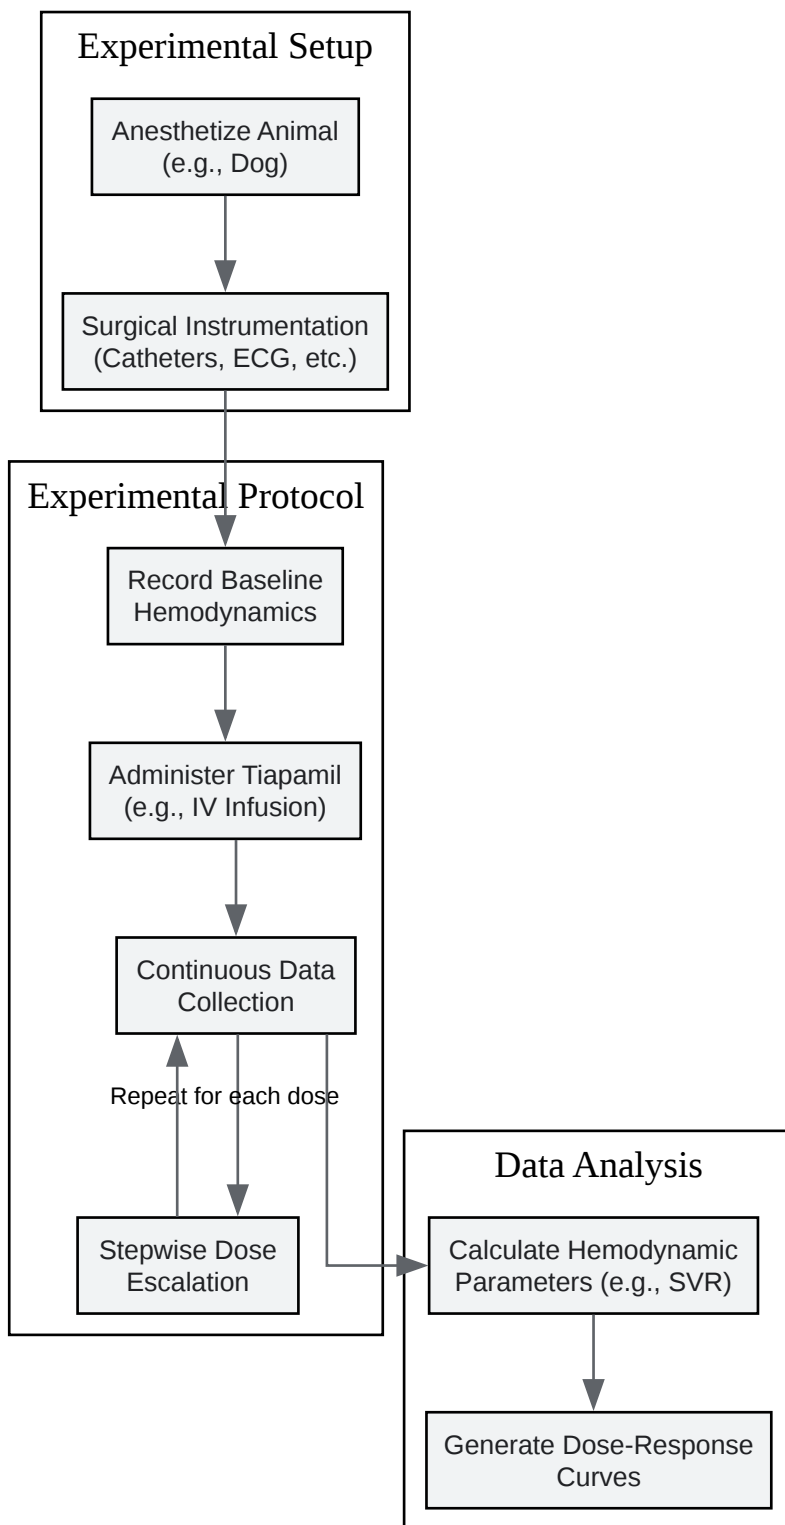 Experimental Setup
Anesthetize Animal
(e.g., Dog)
Surgical Instrumentation
(Catheters, ECG, etc.)
Experimental Protocol
Record Baseline
Hemodynamics
Administer Tiapamil
(e.g., IV Infusion)
Continuous Data
Collection
Repeat for each dose
Stepwise Dose
Escalation
Data Analysis
Calculate Hemodynamic
Parameters (e.g., SVR)
Generate Dose-Response
Curves